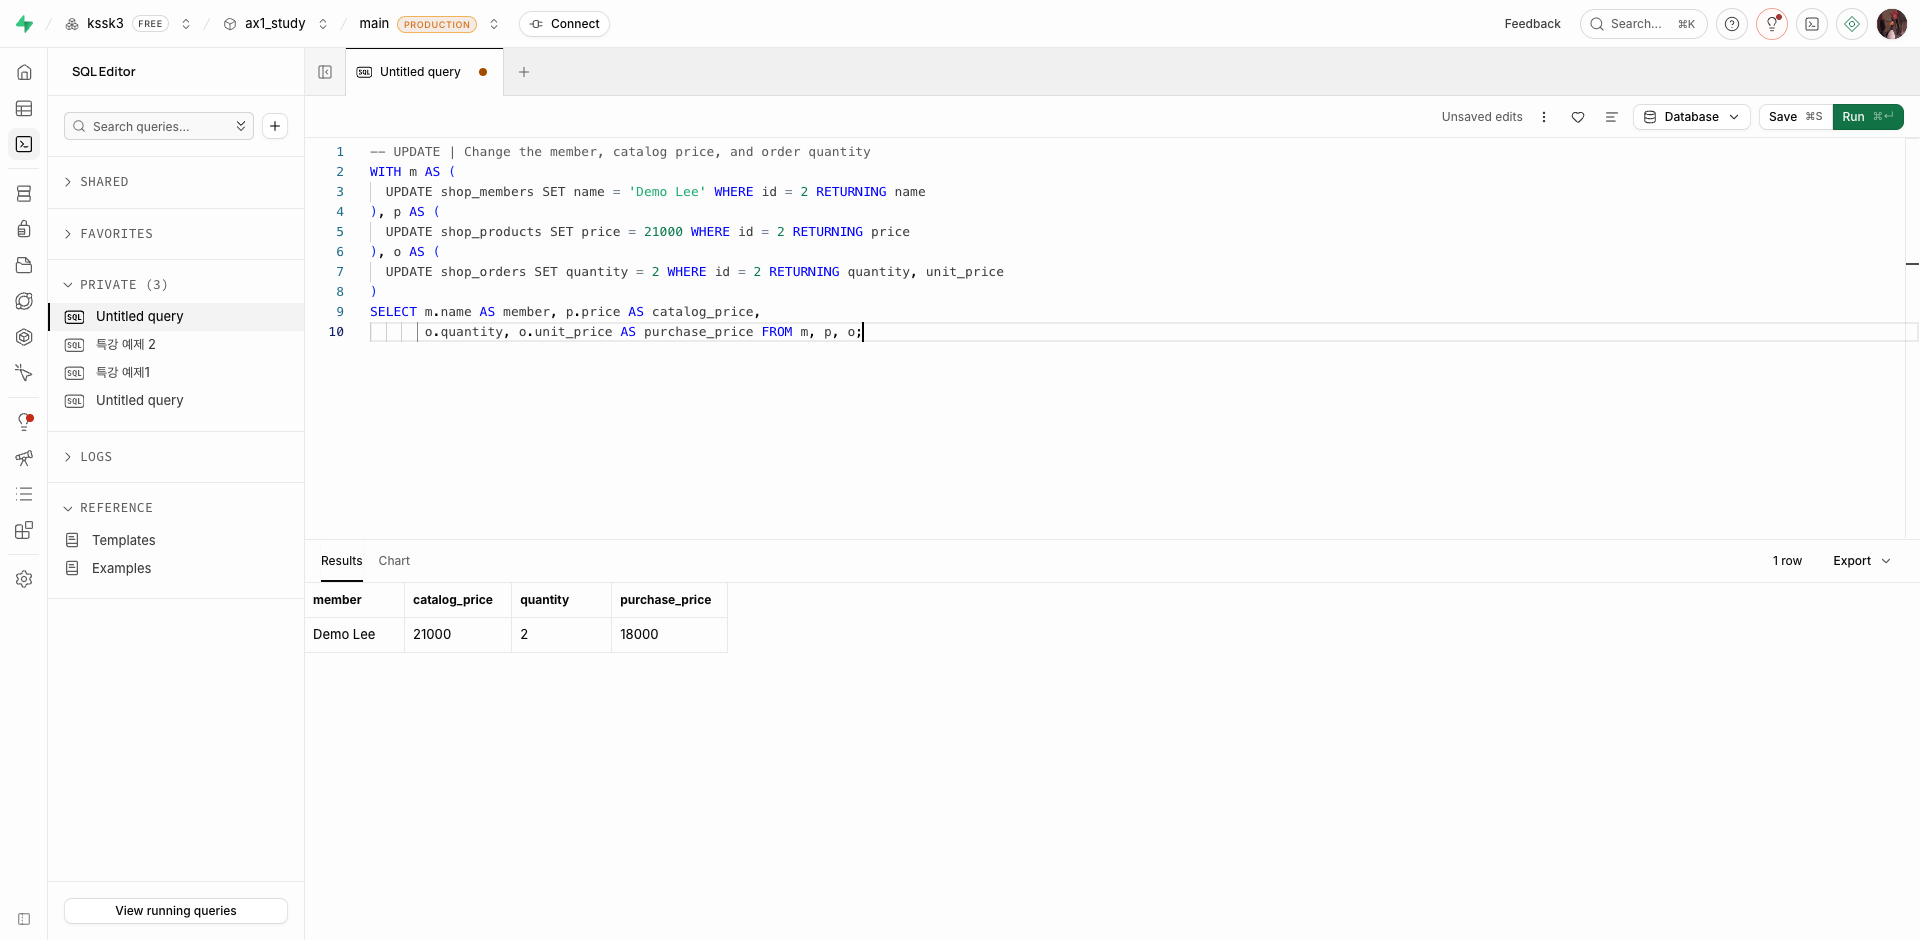 kssk3 FREE / ax1_study / main PRODUCTION Connect Feedback Search... ⌘K
SQL Editor
Untitled query
Search queries...
Unsaved edits Database Save ⌘S Run ⌘↵
SHARED
FAVORITES
PRIVATE (3)
Untitled query
특강 예제 2
특강 예제1
Untitled query
LOGS
REFERENCE
Templates
Examples
View running queries
1 -- UPDATE | Change the member, catalog price, and order quantity
2 WITH m AS (
3 UPDATE shop_members SET name = 'Demo Lee' WHERE id = 2 RETURNING name
4 ), p AS (
5 UPDATE shop_products SET price = 21000 WHERE id = 2 RETURNING price
6 ), o AS (
7 UPDATE shop_orders SET quantity = 2 WHERE id = 2 RETURNING quantity, unit_price
8 )
9 SELECT m.name AS member, p.price AS catalog_price,
10 o.quantity, o.unit_price AS purchase_price FROM m, p, o;
Results Chart 1 row Export
member catalog_price quantity purchase_price
Demo Lee 21000 2 18000